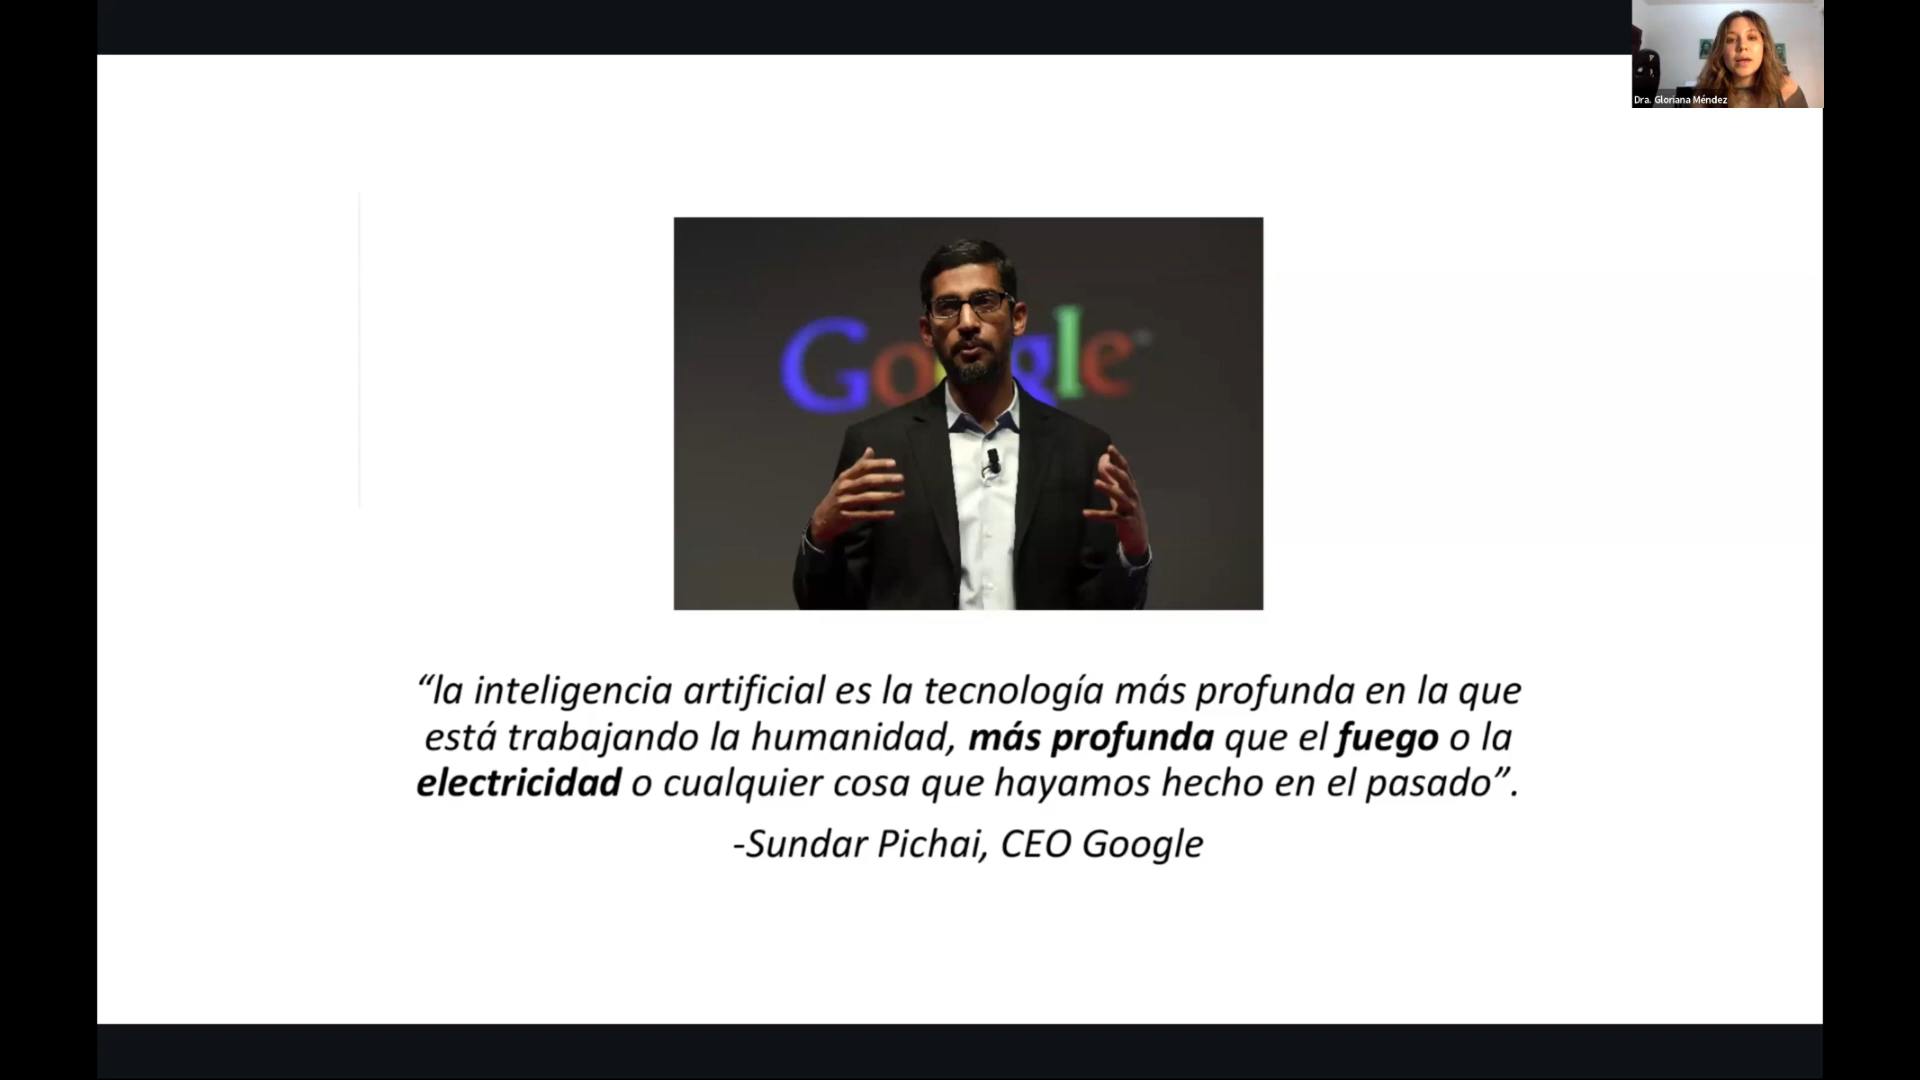 Dra. Gloriana Méndez
Google
“la inteligencia artificial es la tecnología más profunda en la que
está trabajando la humanidad, más profunda que el fuego o la
electricidad o cualquier cosa que hayamos hecho en el pasado”.
-Sundar Pichai, CEO Google